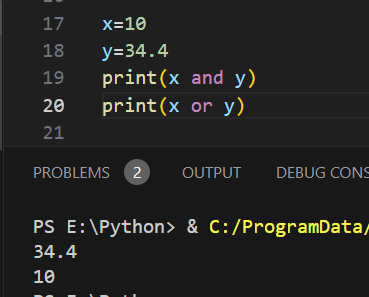 17 x=10
18 y=34.4
19 print(x and y)
20 print(x or y)
21
PROBLEMS 2 OUTPUT DEBUG CONS
PS E:\Python> & C:/ProgramData/
34.4
10